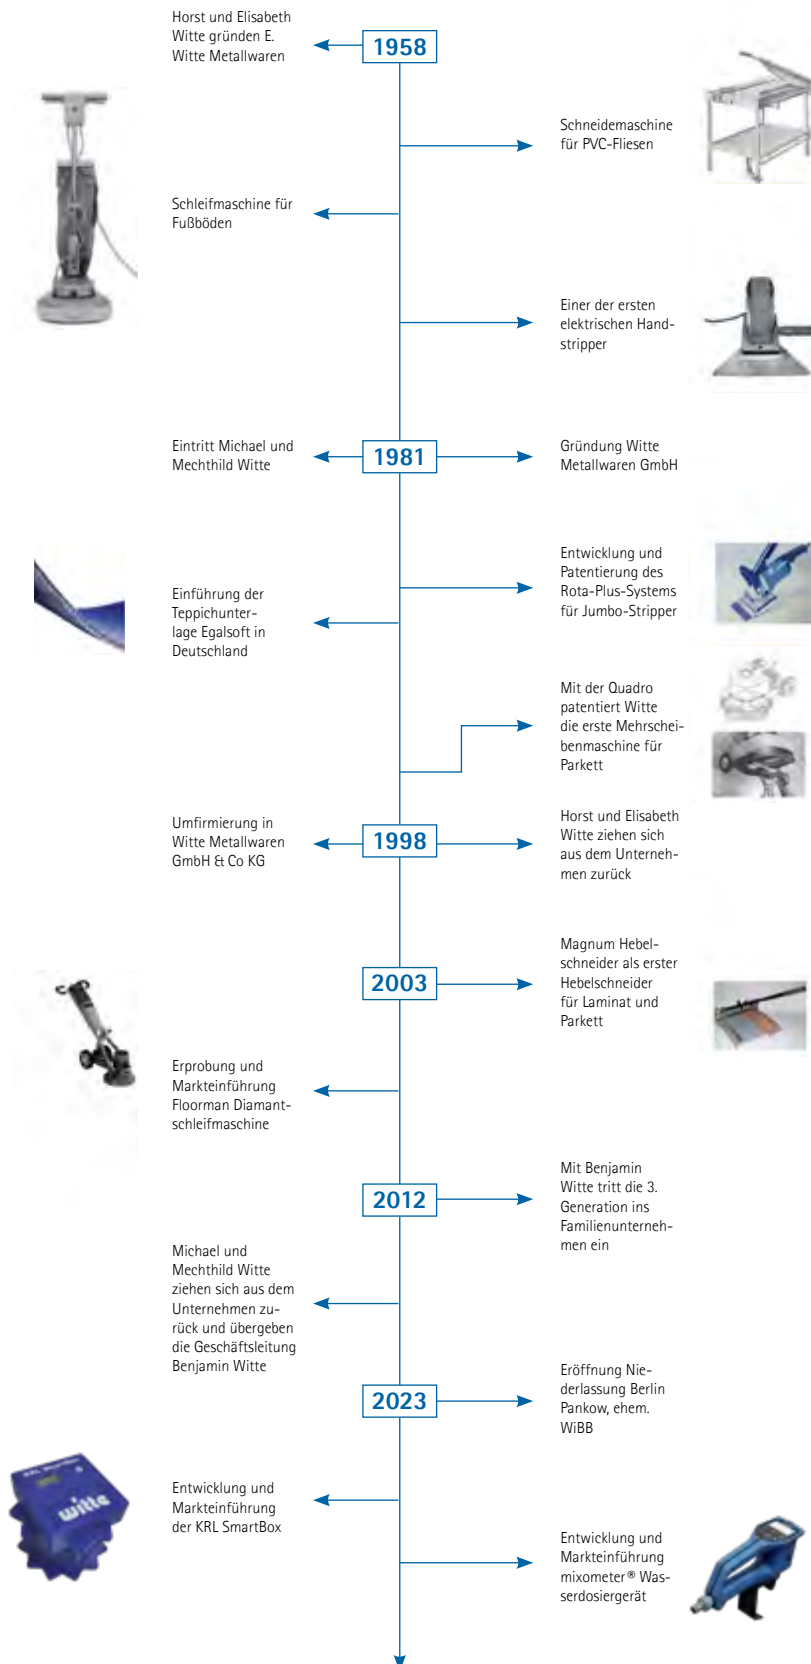 Horst und Elisabeth
Witte gründen E.
Witte Metallwaren
1958
Schneidemaschine
für PVC-Fliesen
Schleifmaschine für
Fußböden
Einer der ersten
elektrischen Hand-
stripper
Eintritt Michael und
Mechthild Witte
1981
Gründung Witte
Metallwaren GmbH
Entwicklung und
Patentierung des
Rota-Plus-Systems
für Jumbo-Stripper
Einführung der
Teppichunter-
lage Egalsoft in
Deutschland
Mit der Quadro
patentiert Witte
die erste Mehrschei-
benmaschine für
Parkett
Umfirmierung in
Witte Metallwaren
GmbH & Co KG
1998
Horst und Elisabeth
Witte ziehen sich
aus dem Unterneh-
men zurück
2003
Magnum Hebel-
schneider als erster
Hebelschneider
für Laminat und
Parkett
Erprobung und
Markteinführung
Floorman Diamant-
schleifmaschine
2012
Mit Benjamin
Witte tritt die 3.
Generation ins
Familienunterneh-
men ein
Michael und
Mechthild Witte
ziehen sich aus dem
Unternehmen zu-
rück und übergeben
die Geschäftsleitung
Benjamin Witte
2023
Eröffnung Nie-
derlassung Berlin
Pankow, ehem.
WiBB
KRL SmartBox
witte
Entwicklung und
Markteinführung
der KRL SmartBox
Entwicklung und
Markteinführung
mixometer® Was-
serdosiergerät